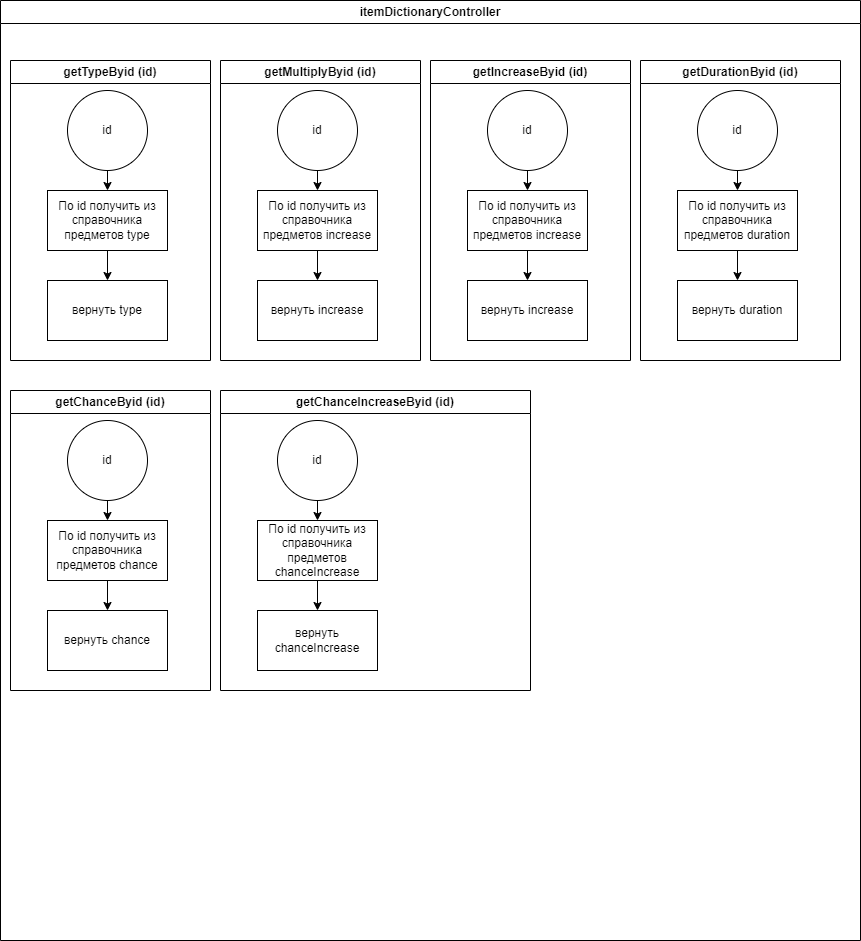 itemDictionaryController
getTypeByid (id)
id
По id получить из
справочника
предметов type
вернуть type
getMultiplyByid (id)
id
По id получить из
справочника
предметов increase
вернуть increase
getIncreaseByid (id)
id
По id получить из
справочника
предметов increase
вернуть increase
getDurationByid (id)
id
По id получить из
справочника
предметов duration
вернуть duration
getChanceByid (id)
id
По id получить из
справочника
предметов chance
вернуть chance
getChanceIncreaseByid (id)
id
По id получить из
справочника
предметов
chanceIncrease
вернуть
chanceIncrease